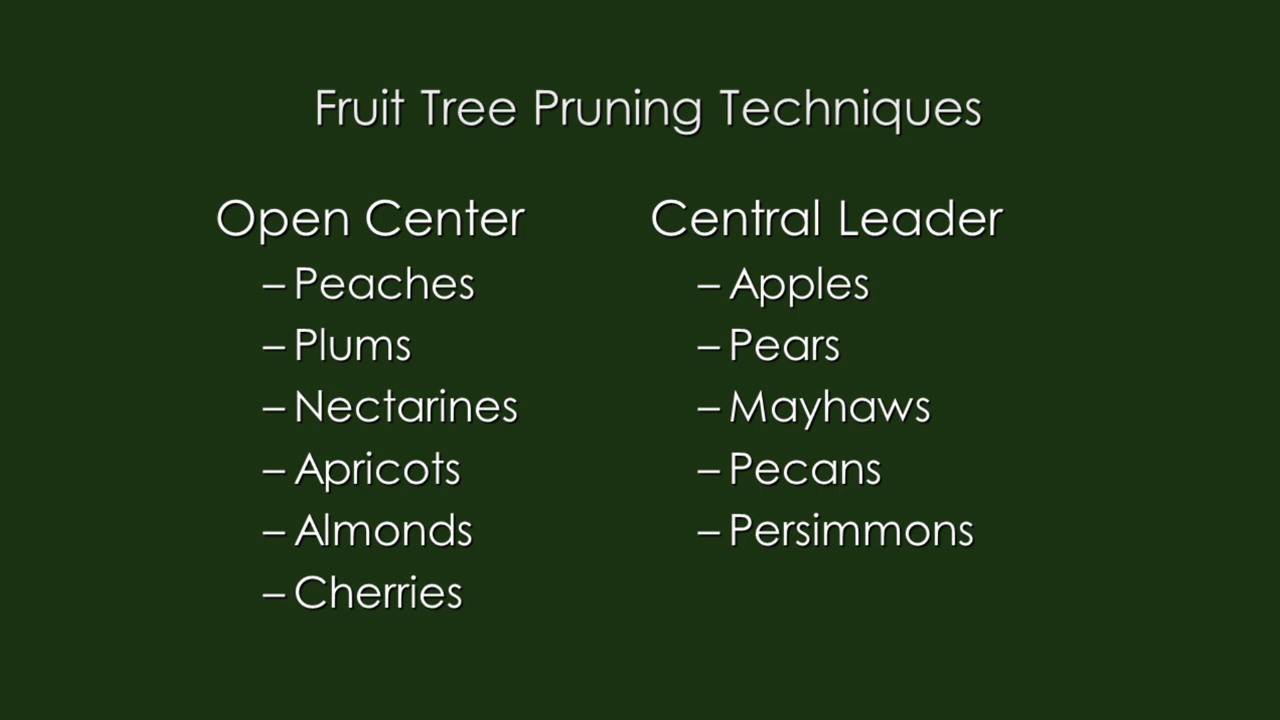 Fruit Tree Pruning Techniques
Open Center
– Peaches
– Plums
– Nectarines
– Apricots
– Almonds
– Cherries
Central Leader
– Apples
– Pears
– Mayhaws
– Pecans
– Persimmons